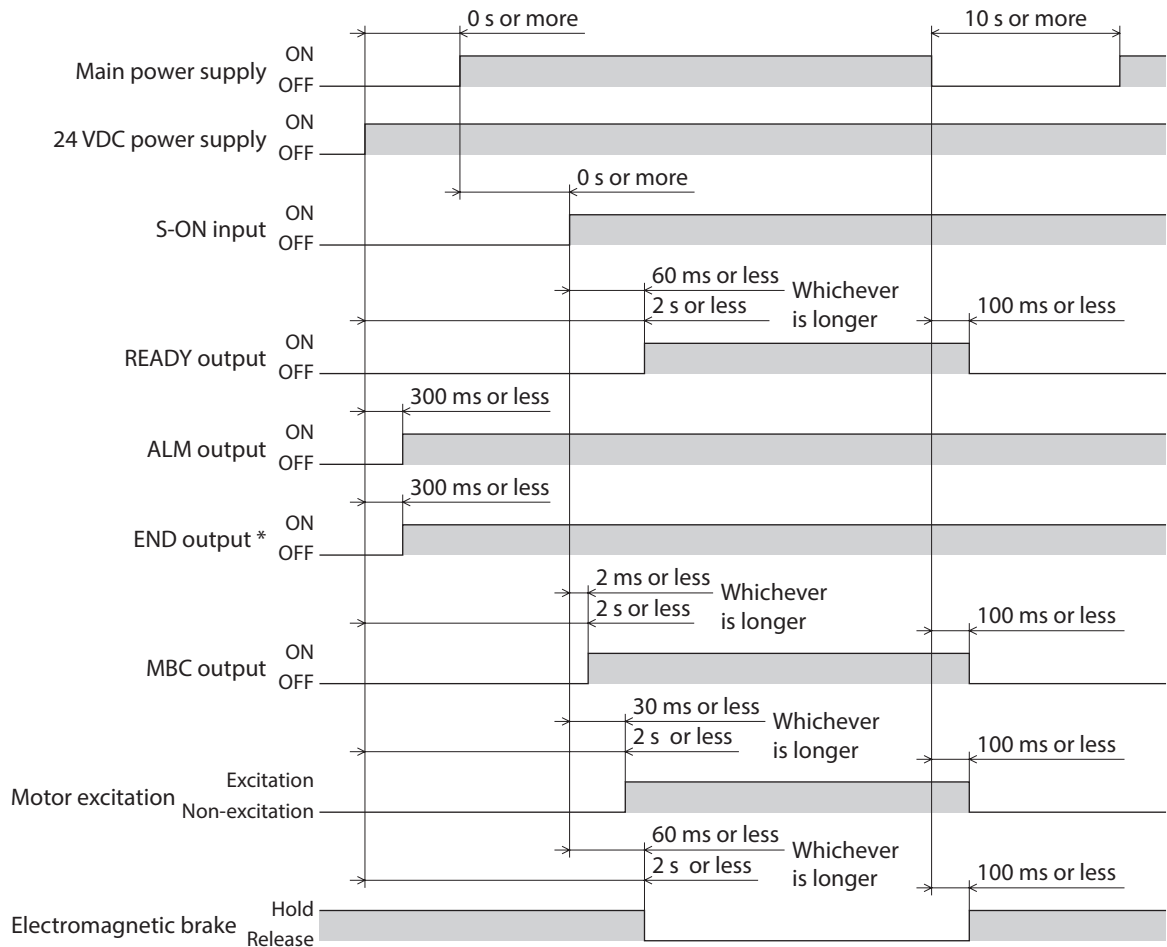 0 s or more
10 s or more
Main power supply
ON
OFF
24 VDC power supply
ON
OFF
0 s or more
S-ON input
ON
OFF
60 ms or less
2 s or less
Whichever
is longer
100 ms or less
READY output
ON
OFF
300 ms or less
ALM output
ON
OFF
300 ms or less
END output *
ON
OFF
2 ms or less
2 s or less
Whichever
is longer
100 ms or less
MBC output
ON
OFF
30 ms or less
2 s or less
Whichever
is longer
100 ms or less
Motor excitation
Excitation
Non-excitation
60 ms or less
2 s or less
Whichever
is longer
100 ms or less
Electromagnetic brake
Hold
Release